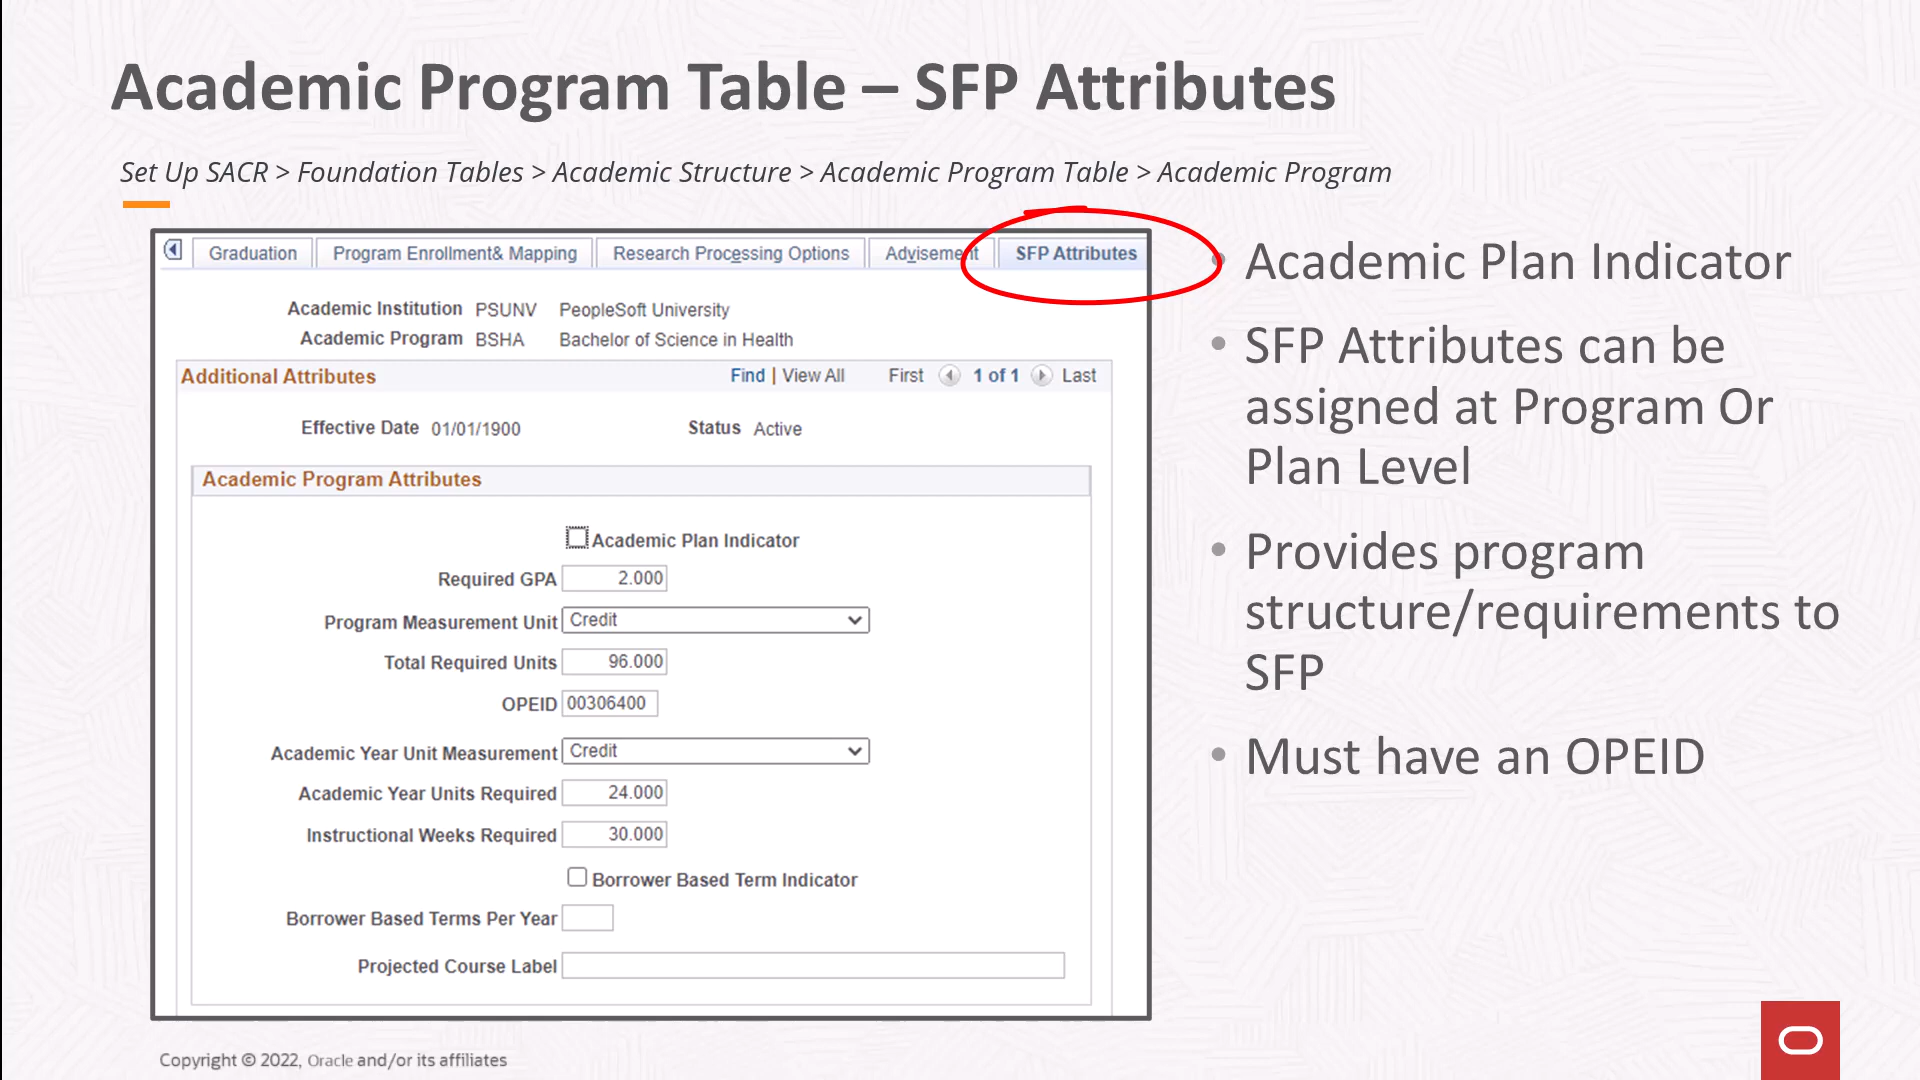 Academic Program Table – SFP Attributes
Set Up SACR > Foundation Tables > Academic Structure > Academic Program Table > Academic Program
Graduation Program Enrollment& Mapping Research Processing Options Advisement SFP Attributes
Academic Institution PSUNV PeopleSoft University
Academic Program BSHA Bachelor of Science in Health
Additional Attributes Find | View All First 1 of 1 Last
Effective Date 01/01/1900 Status Active
Academic Program Attributes
Academic Plan Indicator
Required GPA 2.000
Program Measurement Unit Credit
Total Required Units 96.000
OPEID 00306400
Academic Year Unit Measurement Credit
Academic Year Units Required 24.000
Instructional Weeks Required 30.000
Borrower Based Term Indicator
Borrower Based Terms Per Year
Projected Course Label
• Academic Plan Indicator
• SFP Attributes can be
assigned at Program Or
Plan Level
• Provides program
structure/requirements to
SFP
• Must have an OPEID
Copyright © 2022, Oracle and/or its affiliates